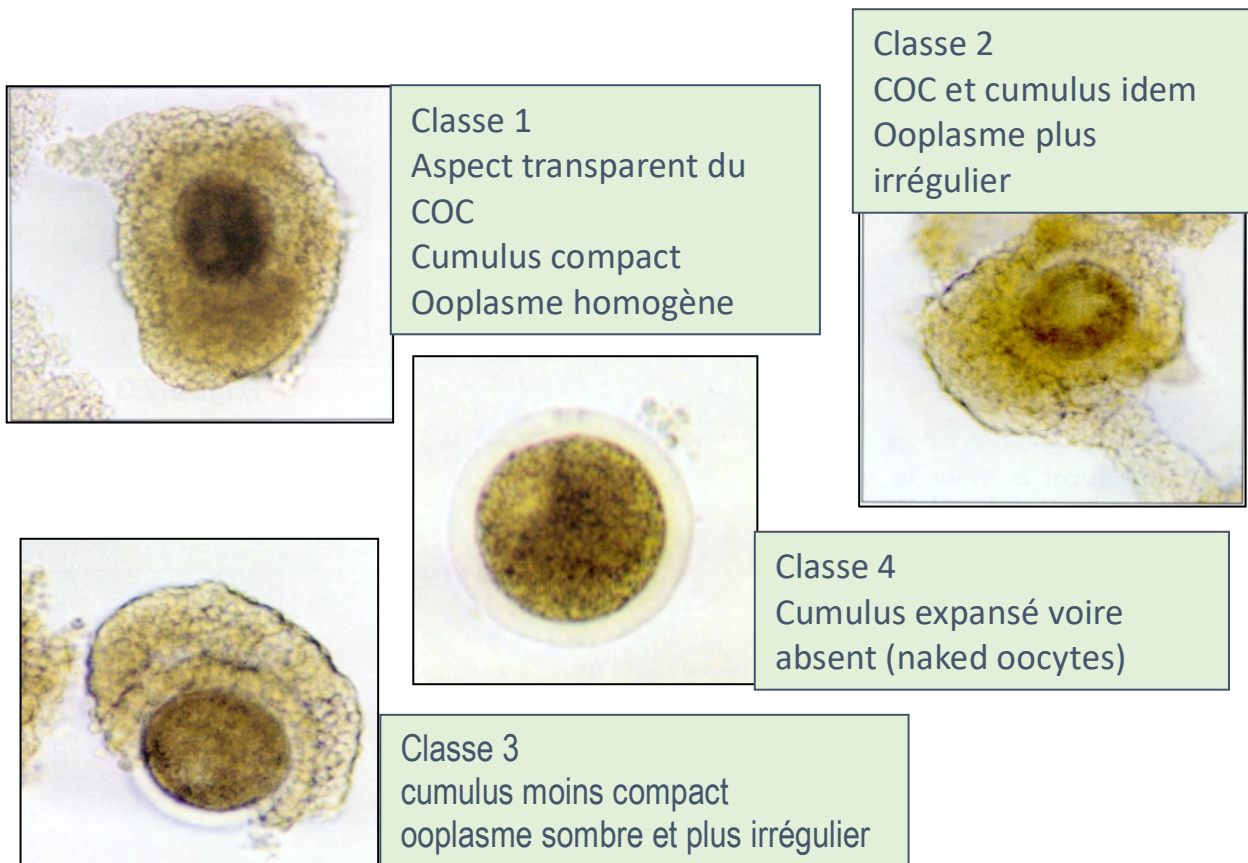 Classe 1
Aspect transparent du
COC
Cumulus compact
Ooplasme homogène
Classe 2
COC et cumulus idem
Ooplasme plus
irrégulier
Classe 3
cumulus moins compact
ooplasme sombre et plus irrégulier
Classe 4
Cumulus expansé voire
absent (naked oocytes)